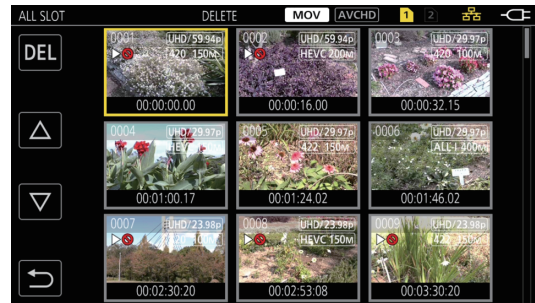 ALL SLOT DELETE MOV AVCHD 1 2
DEL
0001 UHD/59.94p
420 150M
00:00:00.00
0002 UHD/59.94p
HEVC 200M
00:00:16.00
0003 UHD/29.97p
420 100M
00:00:32.15
0004 UHD/29.97p
HEVC
00:01:00.17
0005 UHD/29.97p
422 150M
00:01:24.02
0006 UHD/29.97p
ALL-I 400M
00:01:46.02
0007 UHD/23.98p
00:02:30:20
0008 UHD/23.98p
HEVC 150M
00:02:53:08
0009 UHD/23.98p
00:03:30:20